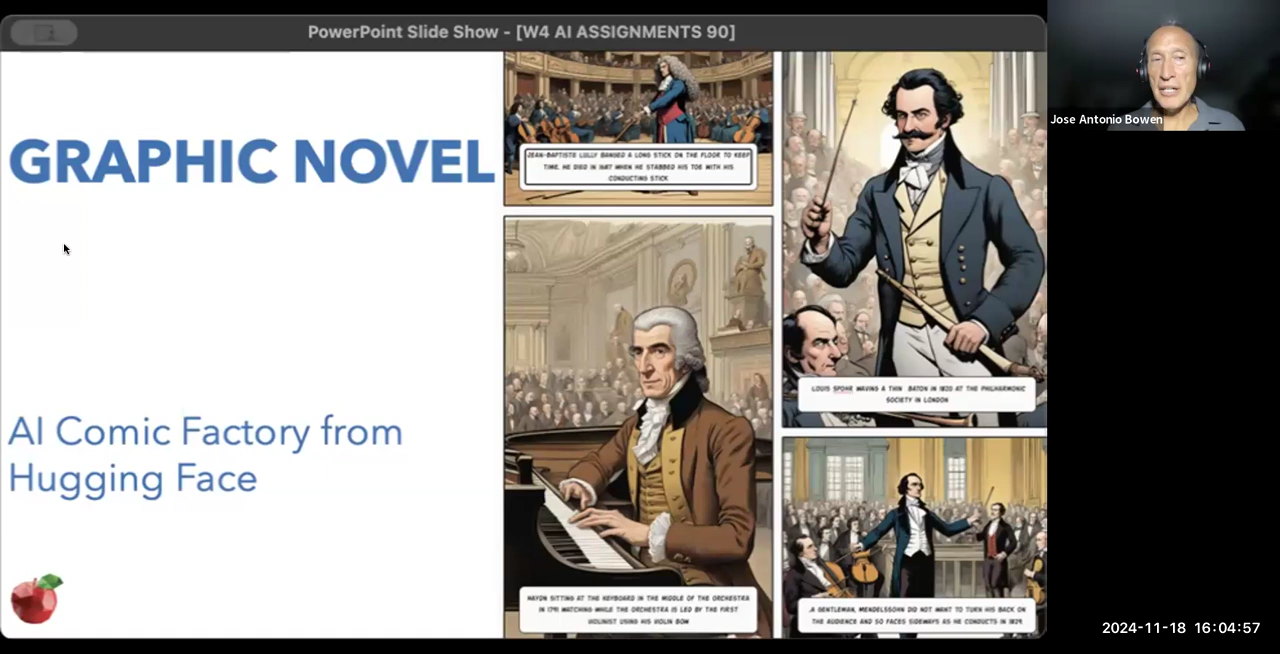 PowerPoint Slide Show - [W4 AI ASSIGNMENTS 90]
GRAPHIC NOVEL
AI Comic Factory from
Hugging Face
JEAN-BAPTISTE LULLY BANGED A LONG STICK ON THE FLOOR TO KEEP
TIME. HE DIED IN 1687 WHEN HE STABBED HIS TOE WITH HIS
CONDUCTING STICK
HAYDN SITTING AT THE KEYBOARD IN THE MIDDLE OF THE ORCHESTRA
IN 1791 WATCHING WHILE THE ORCHESTRA IS LED BY THE FIRST
VIOLINIST USING HIS VIOLIN BOW
LOUIS SPOHR WAVING A THIN BATON IN 1820 AT THE PHILHARMONIC
SOCIETY IN LONDON
A GENTLEMAN, MENDELSSOHN DID NOT WANT TO TURN HIS BACK ON
THE AUDIENCE AND SO FACES SIDEWAYS AS HE CONDUCTS IN 1829.
Jose Antonio Bowen
2024-11-18 16:04:57